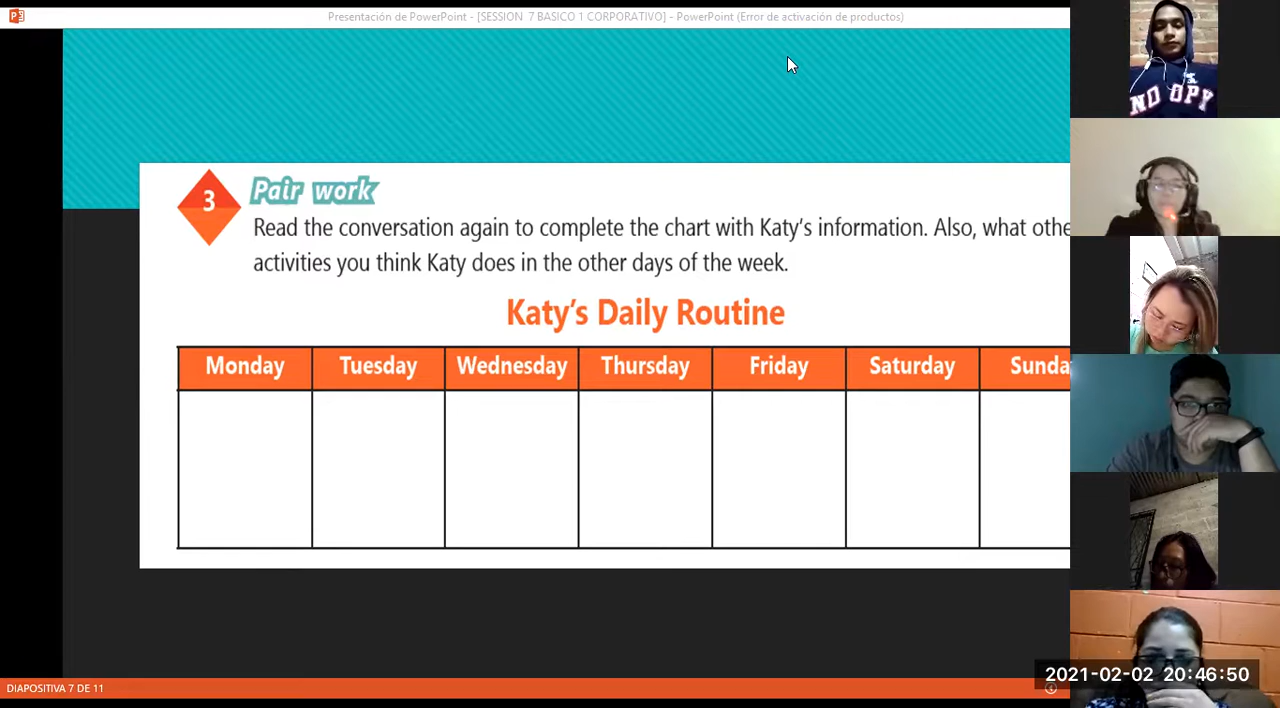 Presentación de PowerPoint - [SESSION 7 BASICO 1 CORPORATIVO] - PowerPoint (Error de activación de productos)
3
Pair work
Read the conversation again to complete the chart with Katy's information. Also, what othe
activities you think Katy does in the other days of the week.
Katy's Daily Routine
Monday Tuesday Wednesday Thursday Friday Saturday Sunda
NO OPY
2021-02-02 20:46:50
DIAPOSITIVA 7 DE 11